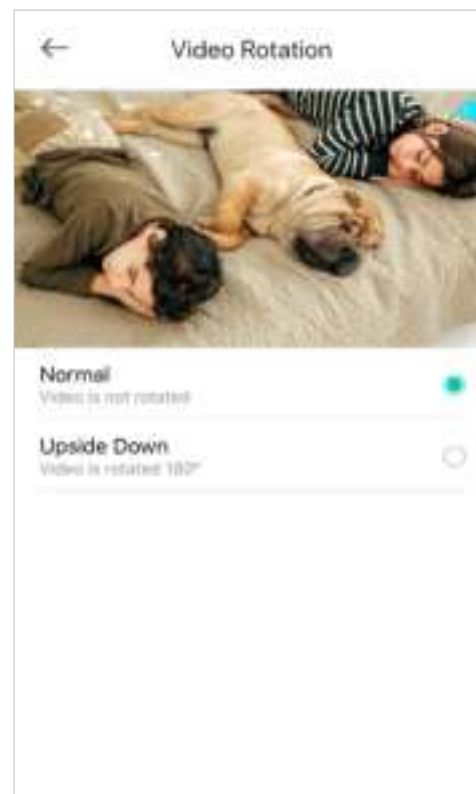 Video Rotation
Normal
Video is not rotated
Upside Down
Video is rotated 180°